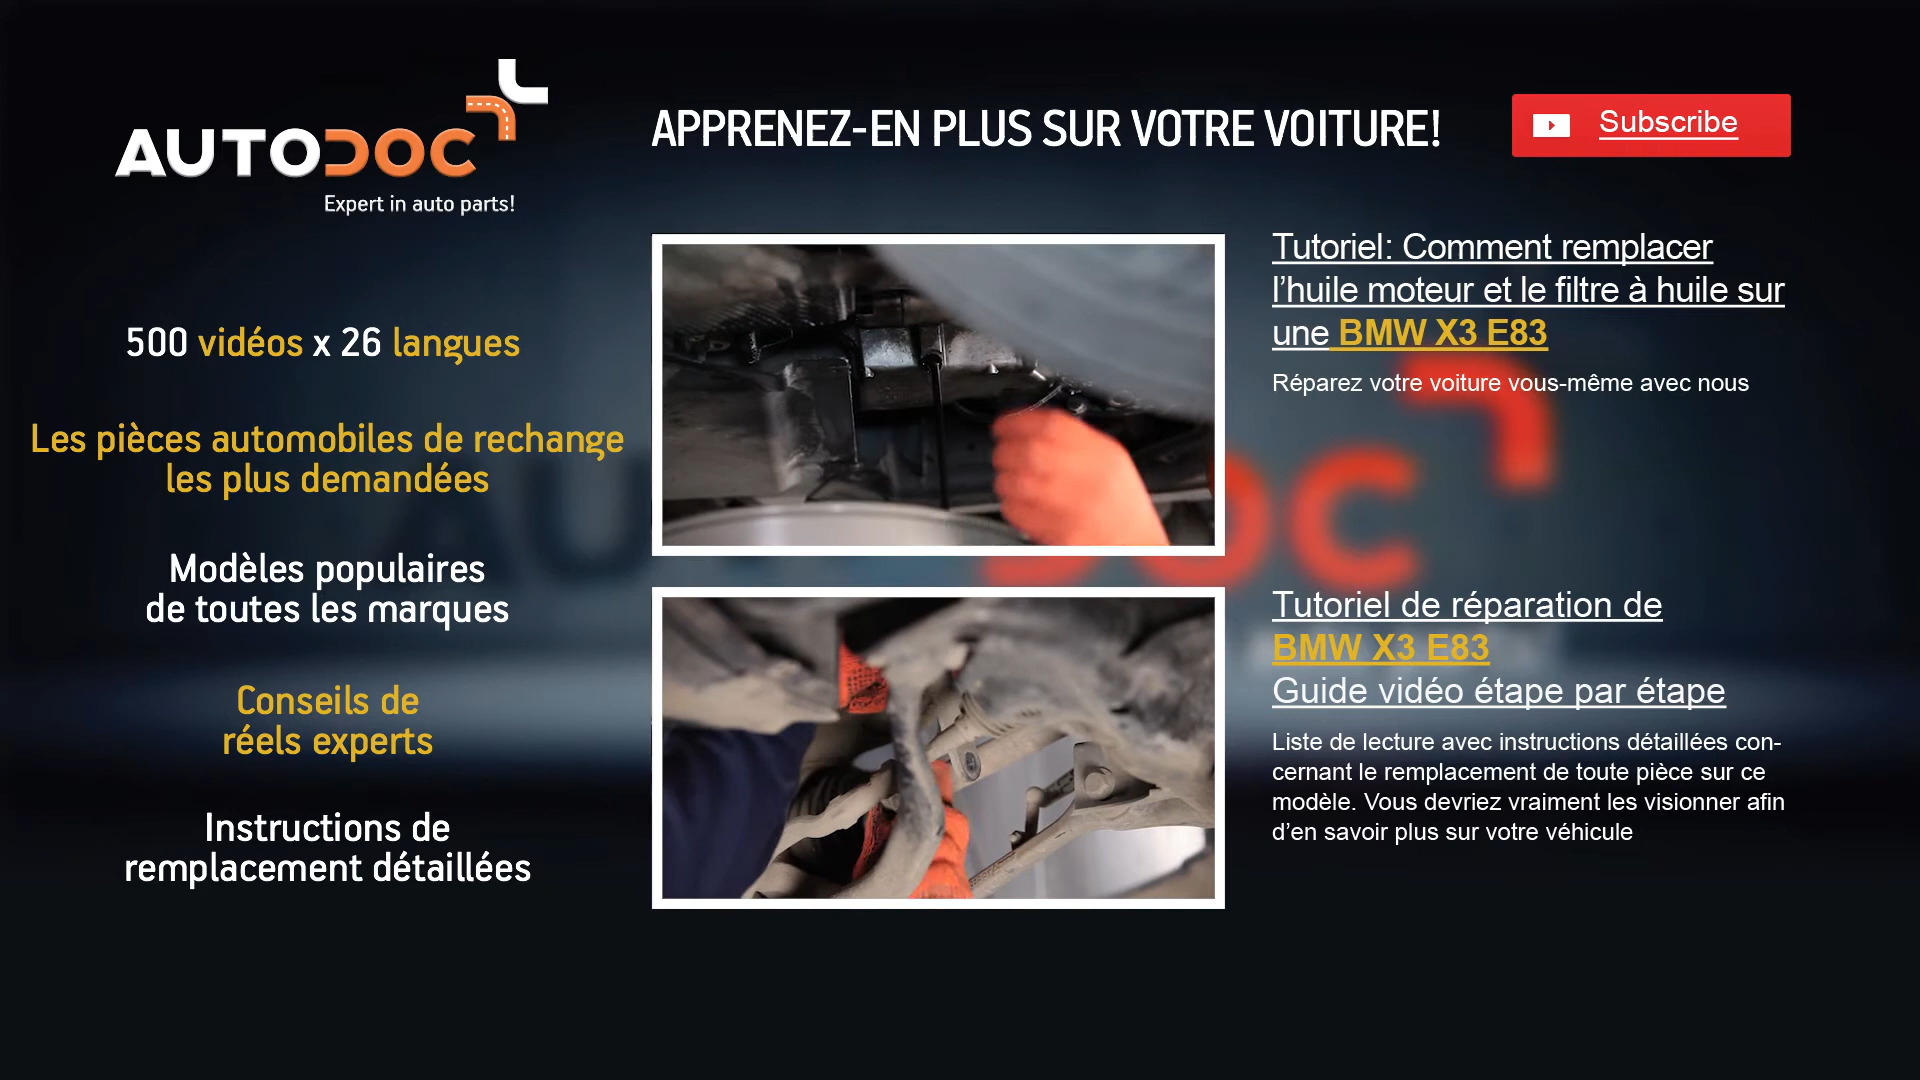 AUTODOC
Expert in auto parts!
APPRENEZ-EN PLUS SUR VOTRE VOITURE!
Subscribe
500 vidéos x 26 langues
Les pièces automobiles de rechange
les plus demandées
Modèles populaires
de toutes les marques
Conseils de
réels experts
Instructions de
remplacement détaillées
Tutoriel: Comment remplacer
l’huile moteur et le filtre à huile sur
une BMW X3 E83
Réparez votre voiture vous-même avec nous
Tutoriel de réparation de
BMW X3 E83
Guide vidéo étape par étape
Liste de lecture avec instructions détaillées con-
cernant le remplacement de toute pièce sur ce
modèle. Vous devriez vraiment les visionner afin
d’en savoir plus sur votre véhicule